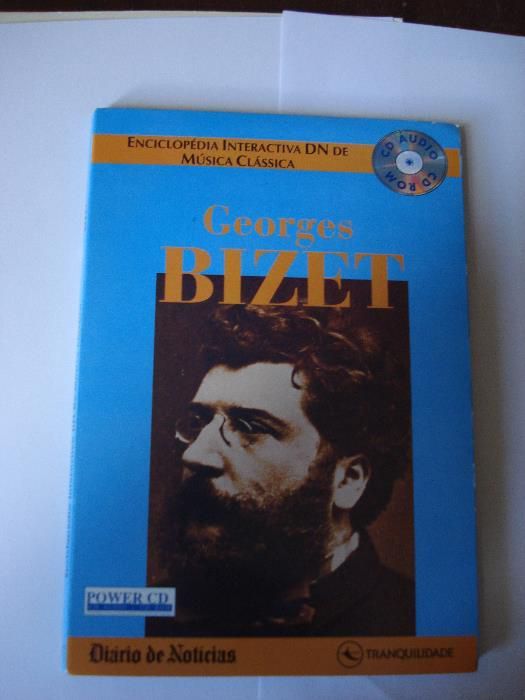 ENCICLOPÉDIA INTERACTIVA DN DE
MÚSICA CLÁSSICA
CD AUDIO
CD ROM
Georges
BIZET
POWER CD
Diário de Notícias
TRANQUILIDADE